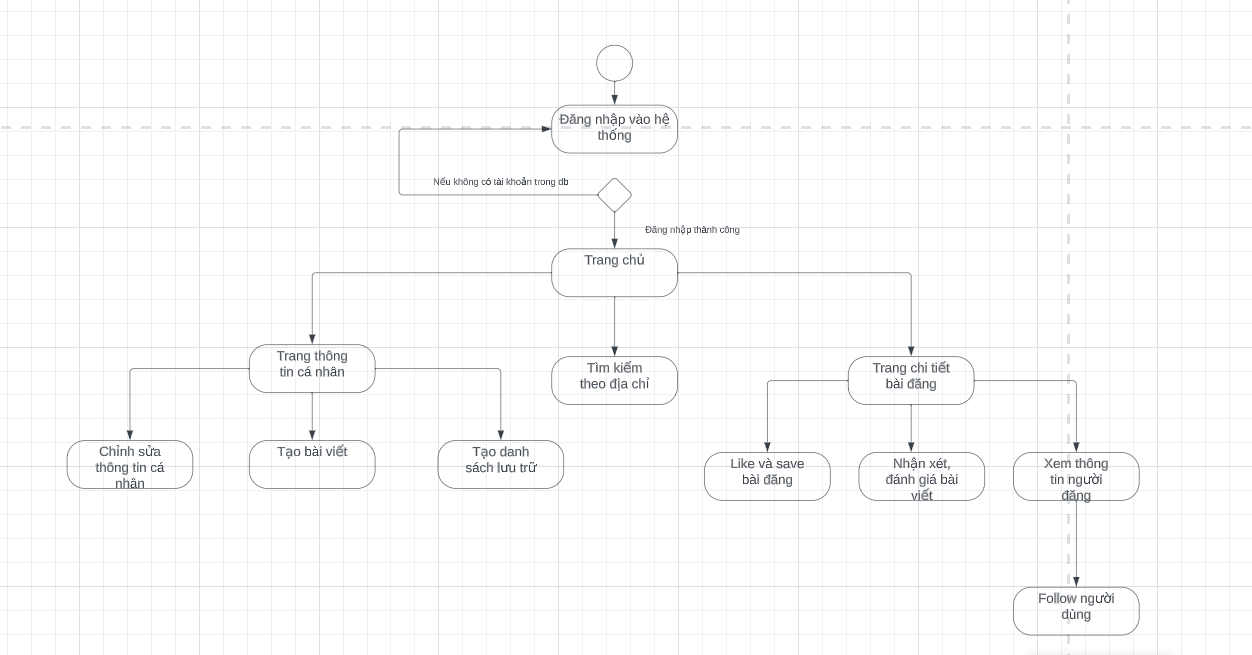 Đăng nhập vào hệ
thống
Nếu không có tài khoản trong db
Đăng nhập thành công
Trang chủ
Trang thông
tin cá nhân
Tìm kiếm
theo địa chỉ
Trang chi tiết
bài đăng
Chỉnh sửa
thông tin cá
nhân
Tạo bài viết
Tạo danh
sách lưu trữ
Like và save
bài đăng
Nhận xét,
đánh giá bài
viết
Xem thông
tin người
đăng
Follow người
dùng